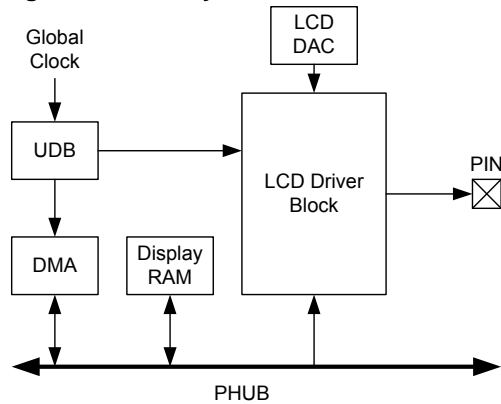 LCD
DAC
Global
Clock
UDB
LCD Driver
Block
PIN
DMA
Display
RAM
PHUB